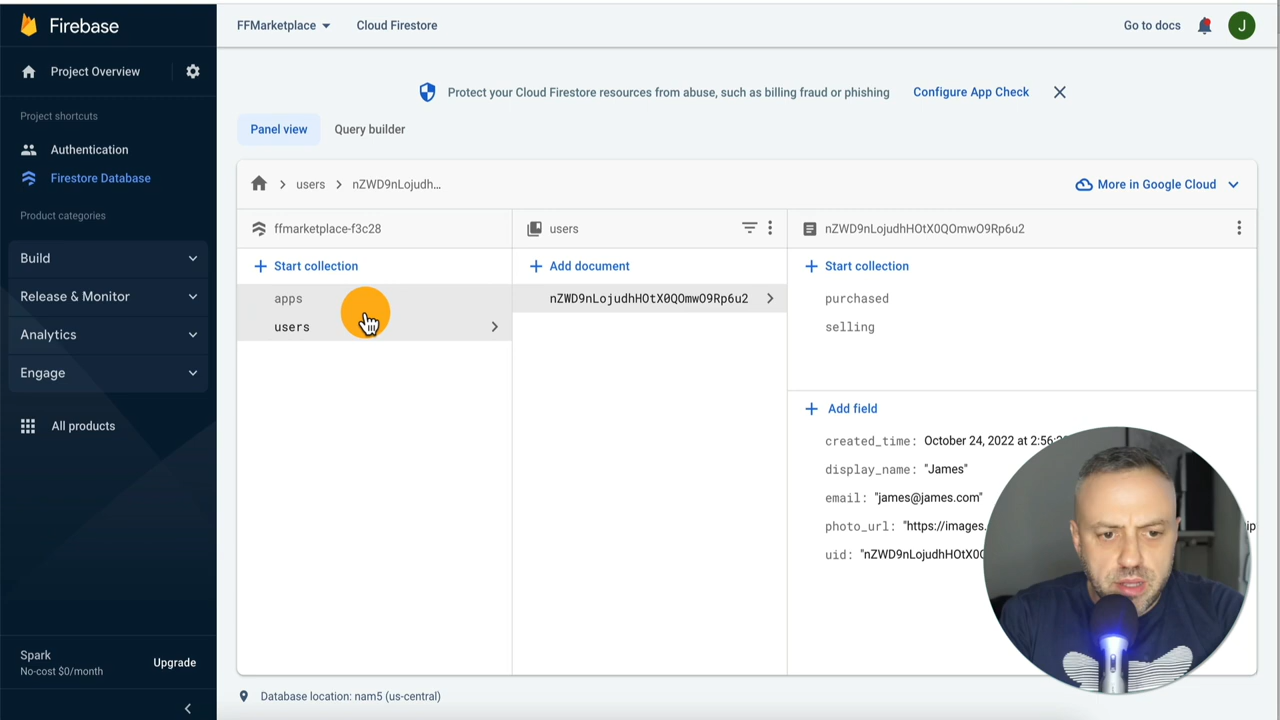 Firebase
FFMarketplace
Cloud Firestore
Go to docs
J
Project Overview
Project shortcuts
Authentication
Firestore Database
Product categories
Build
Release & Monitor
Analytics
Engage
All products
Spark
No-cost $0/month
Upgrade
Protect your Cloud Firestore resources from abuse, such as billing fraud or phishing
Configure App Check
Panel view
Query builder
users
nZWD9nLojudh…
More in Google Cloud
ffmarketplace-f3c28
Start collection
apps
users
users
Add document
nZWD9nLojudhHOtX0QOmwO9Rp6u2
nZWD9nLojudhHOtX0QOmwO9Rp6u2
Start collection
purchased
selling
Add field
created_time: October 24, 2022 at 2:56:
display_name: "James"
email: "james@james.com"
photo_url: "https://images. ip
uid: "nZWD9nLojudhHOtX0
Database location: nam5 (us-central)